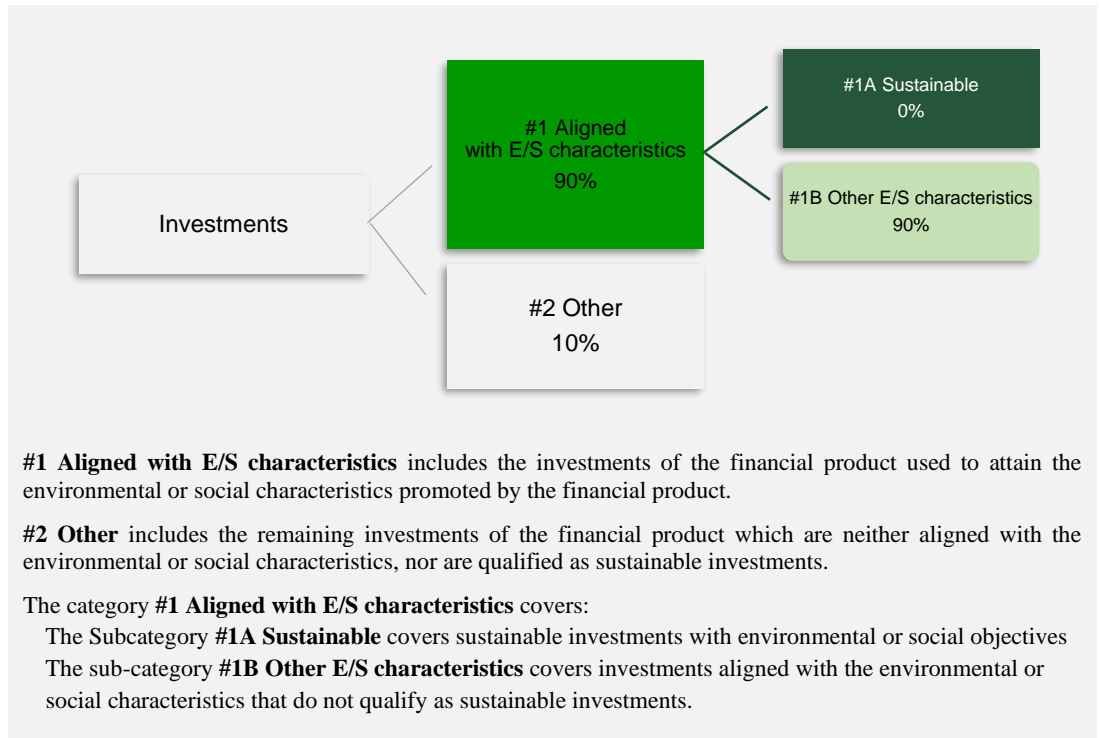 Investments
#1 Aligned
with E/S characteristics
90%
#2 Other
10%
#1A Sustainable
0%
#1B Other E/S characteristics
90%
#1 Aligned with E/S characteristics includes the investments of the financial product used to attain the
environmental or social characteristics promoted by the financial product.
#2 Other includes the remaining investments of the financial product which are neither aligned with the
environmental or social characteristics, nor are qualified as sustainable investments.
The category #1 Aligned with E/S characteristics covers:
The Subcategory #1A Sustainable covers sustainable investments with environmental or social objectives
The sub-category #1B Other E/S characteristics covers investments aligned with the environmental or
social characteristics that do not qualify as sustainable investments.